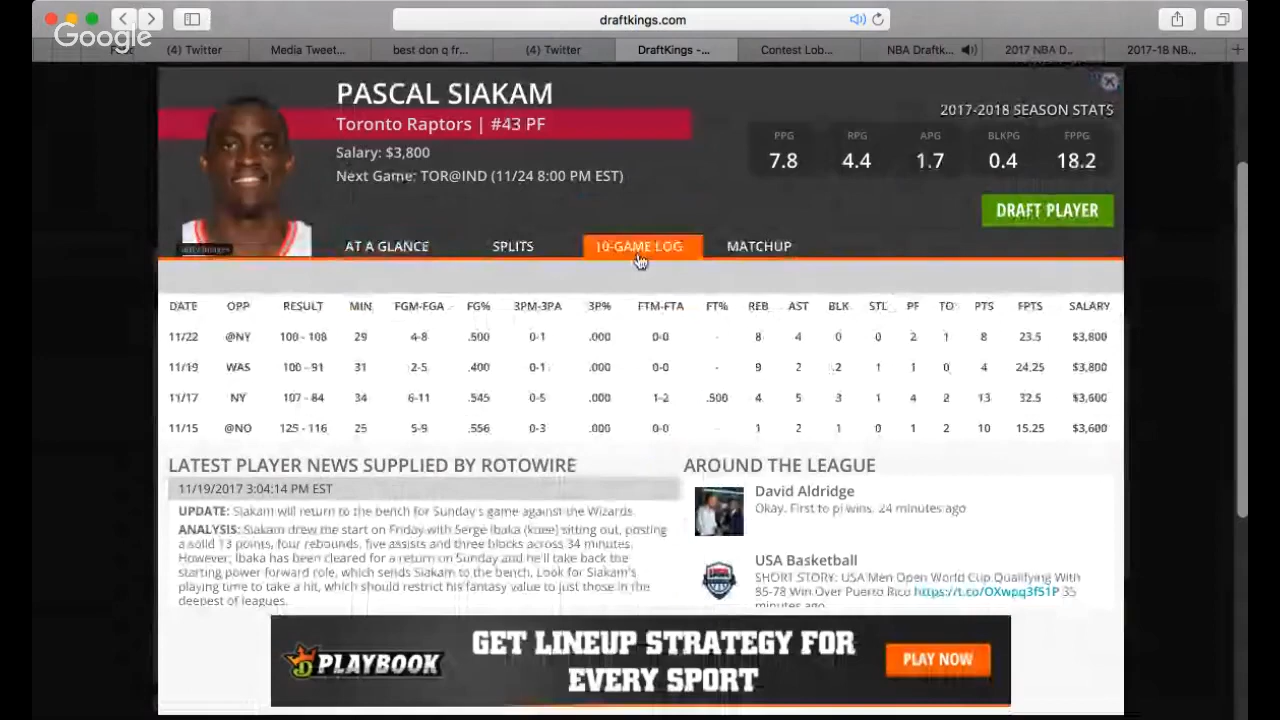 draftkings.com
Google
(4) Twitter
Media Tweet...
best don q fr...
(4) Twitter
DraftKings -...
Contest Lob...
NBA Draftk...
2017 NBA D...
2017-18 NB...
PASCAL SIAKAM
Toronto Raptors | #43 PF
Salary: $3,800
Next Game: TOR@IND (11/24 8:00 PM EST)
2017-2018 SEASON STATS
PPG RPG APG BLKPG FPPG
7.8 4.4 1.7 0.4 18.2
DRAFT PLAYER
AT A GLANCE SPLITS 10-GAME LOG MATCHUP
DATE OPP RESULT MIN FGM-FGA FG% 3PM-3PA 3P% FTM-FTA FT% REB AST BLK STL PF TO PTS FPTS SALARY
11/22 @NY 100 - 108 29 4-8 .500 0-1 .000 0-0 - 8 4 0 0 2 1 8 23.5 $3,800
11/19 WAS 100 - 91 31 2-5 .400 0-1 .000 0-0 - 9 2 2 1 1 0 4 24.25 $3,800
11/17 NY 107 - 84 34 6-11 .545 0-5 .000 1-2 .500 4 5 3 1 4 2 13 32.5 $3,600
11/15 @NO 125 - 116 25 5-9 .556 0-3 .000 0-0 - 1 2 1 0 1 2 10 15.25 $3,600
LATEST PLAYER NEWS SUPPLIED BY ROTOWIRE
11/19/2017 3:04:14 PM EST
UPDATE: Siakam will return to the bench for Sunday's game against the Wizards.
ANALYSIS: Siakam drew the start on Friday with Serge Ibaka (knee) sitting out, posting
a solid 13 points, four rebounds, five assists and three blocks across 34 minutes.
However, Ibaka has been cleared for a return on Sunday and he'll take back the
starting power forward role, which sends Siakam to the bench. Look for Siakam's
playing time to take a hit, which should restrict his fantasy value to just those in the
deepest of leagues.
AROUND THE LEAGUE
David Aldridge
Okay. First to pj wins. 24 minutes ago
USA Basketball
SHORT STORY: USA Men Open World Cup Qualifying With
85-78 Win Over Puerto Rico https://t.co/OXwpq3f51P 35
minutes ago
PLAYBOOK
GET LINEUP STRATEGY FOR
EVERY SPORT
PLAY NOW